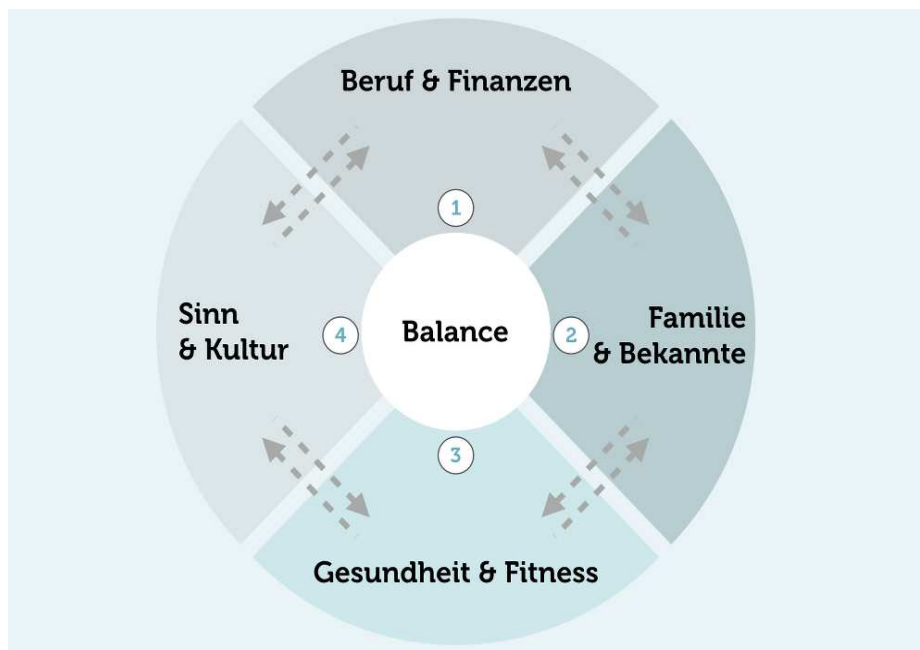 Beruf & Finanzen
1
Sinn
& Kultur
4
Balance
2
Familie
& Bekannte
3
Gesundheit & Fitness